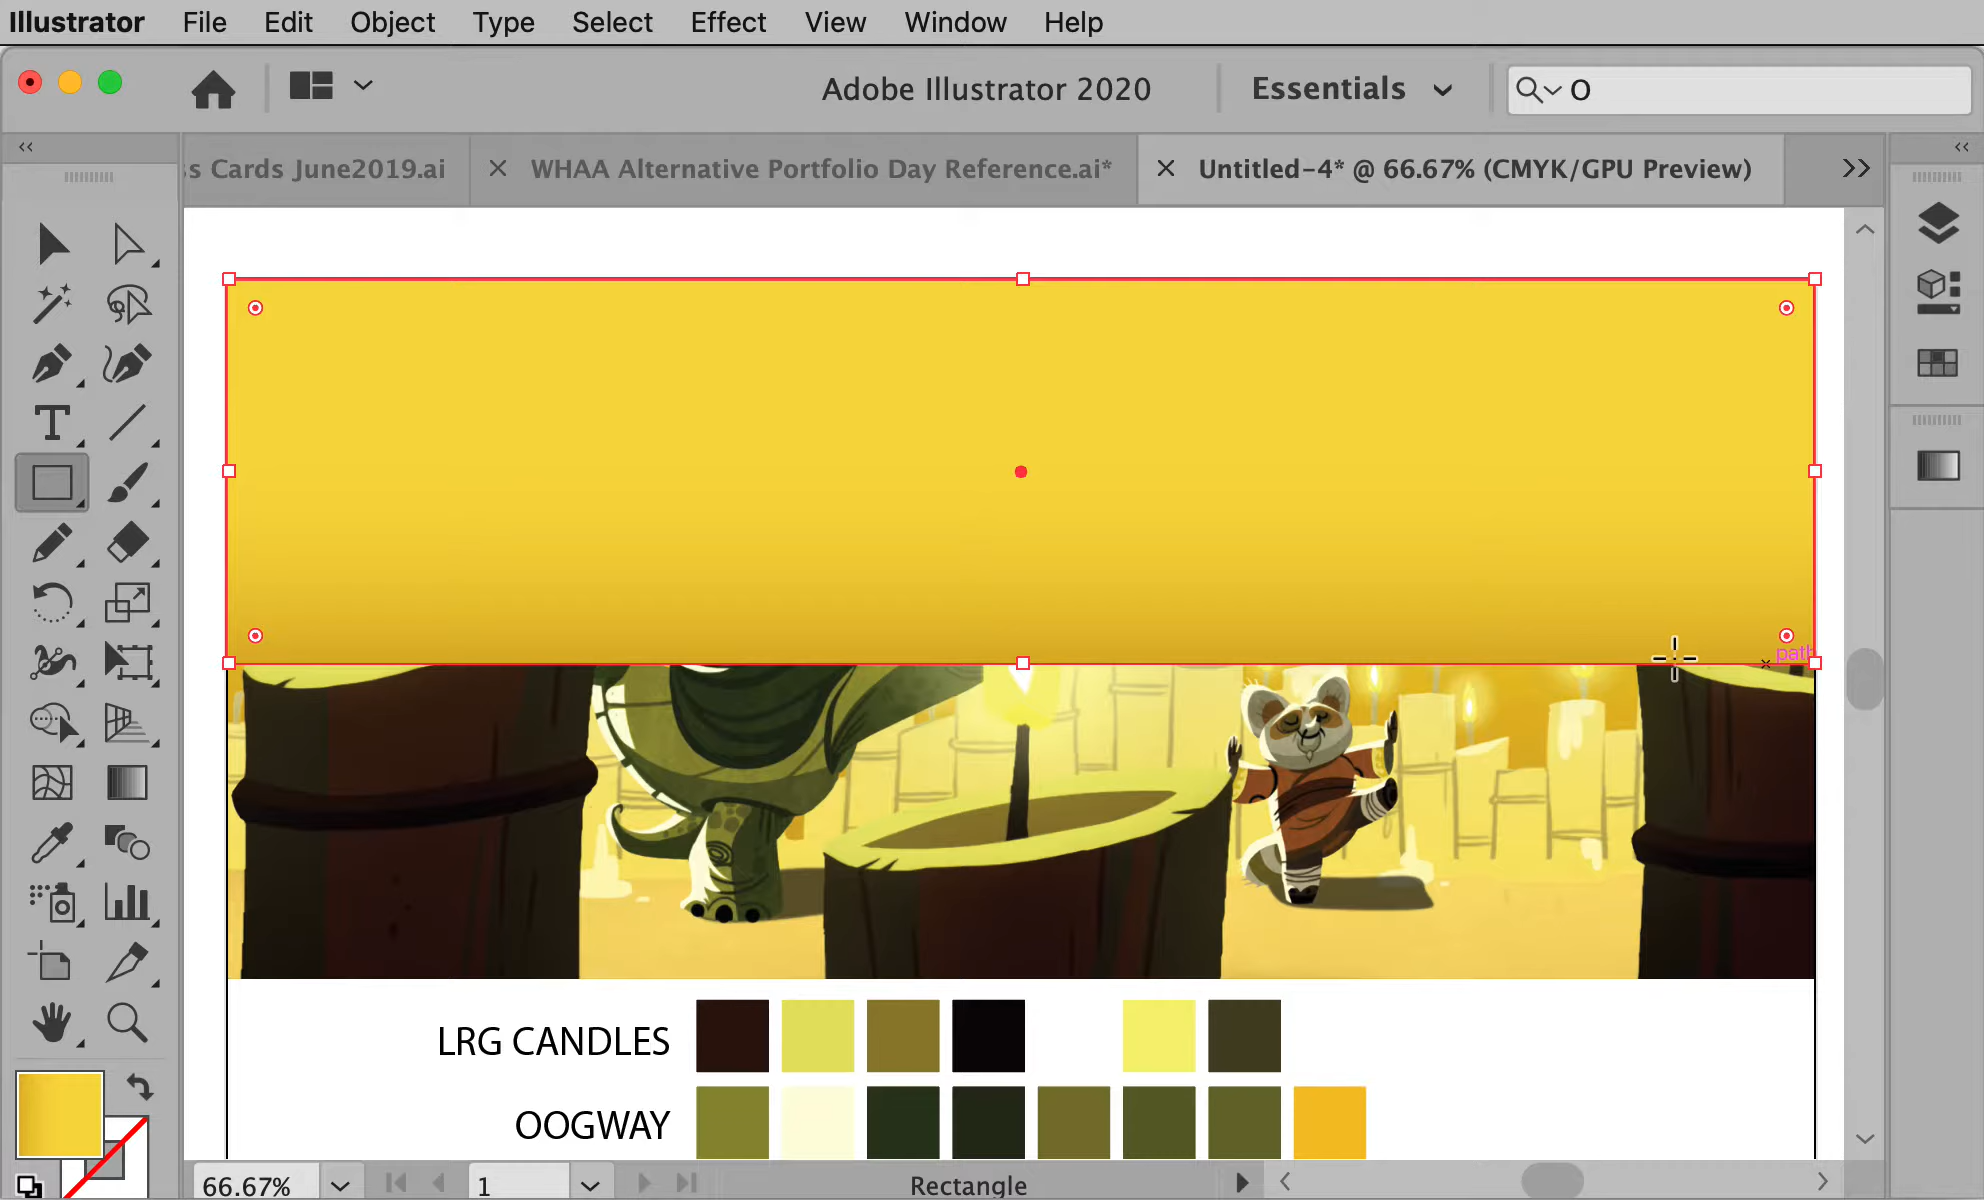 Illustrator File Edit Object Type Select Effect View Window Help
Adobe Illustrator 2020 Essentials O
s Cards June2019.ai WHAA Alternative Portfolio Day Reference.ai* Untitled-4* @ 66.67% (CMYK/GPU Preview)
path
LRG CANDLES
OOGWAY
66.67% 1 Rectangle